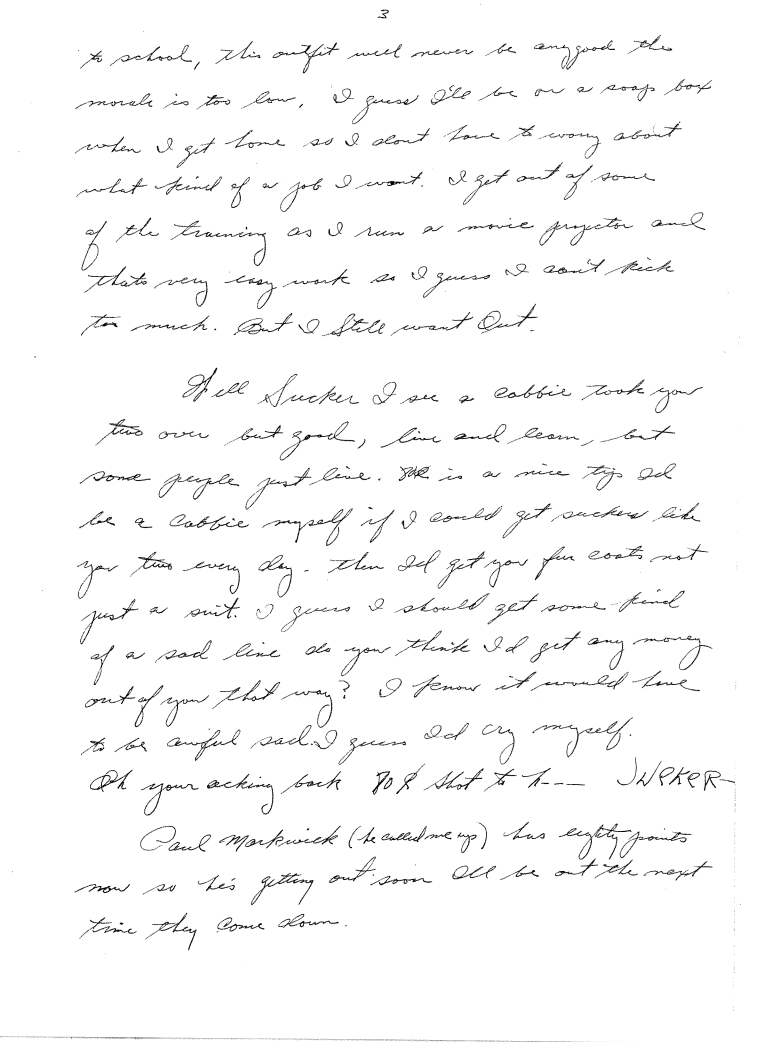 3
to school, this outfit will never be any good the
morale is too low. I guess I'll be on a soap box
when I get home so I dont have to worry about
what kind of a job I want. I get out of some
of the training as I run a movie projector and
thats very easy work so I guess I can't kick
too much. But I Still want Out.
Well Sucker I see a cabbie took you
two over but good, live and learn, but
some people just live. is a nice tip Id
be a Cabbie myself if I could get suckers like
you two every day. then Id get you fur coats not
just a suit. I guess I should get some kind
of a sad line do you think I'd get any money
out of you that way? I know it would have
to be awful sad. I guess Id cry myself.
Oh your acking back 80¢ shot to h---
Paul Markwick (he called me up) has eighty points
now so he's getting out soon Ill be out the next
time they come down.